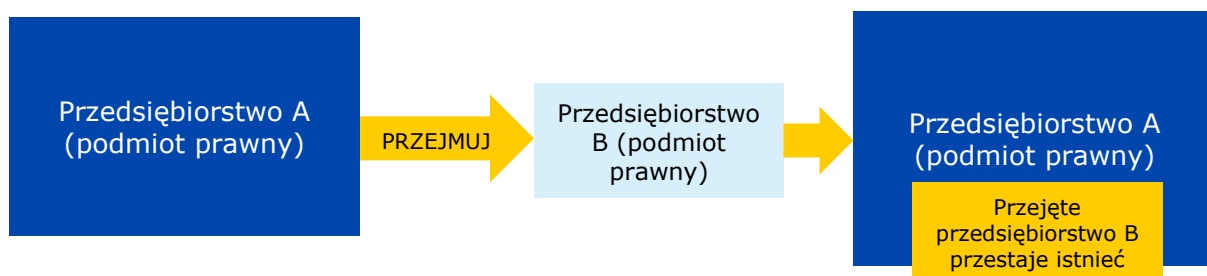 Przedsiębiorstwo A
(podmiot prawny)
PRZEJMUJ
Przedsiębiorstwo
B (podmiot
prawny)
Przedsiębiorstwo A
(podmiot prawny)
Przejęte
przedsiębiorstwo B
przestaje istnieć